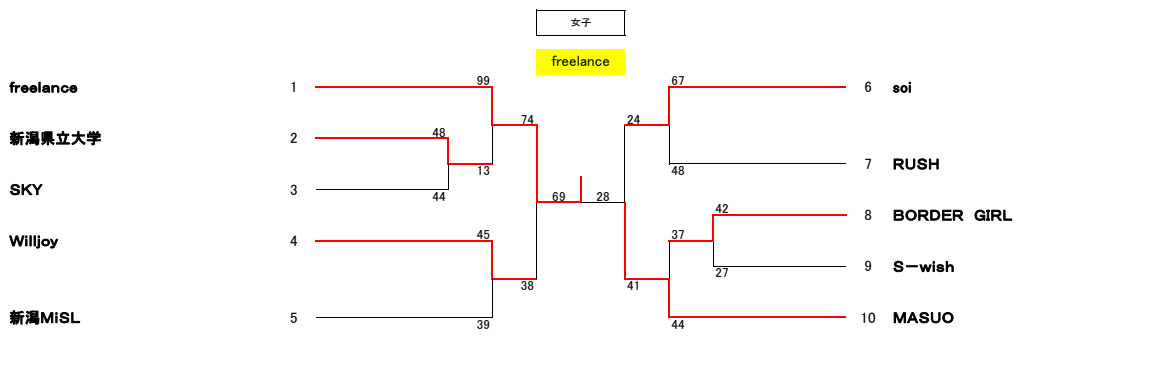 女子
freelance
freelance 1 99 67 6 soi
74 24
新潟県立大学 2 48
13 48 7 RUSH
SKY 3 44
69 28
42 8 BORDER GIRL
Willjoy 4 45 37
27 9 S－wish
38 41
新潟MiSL 5 39 44 10 MASUO